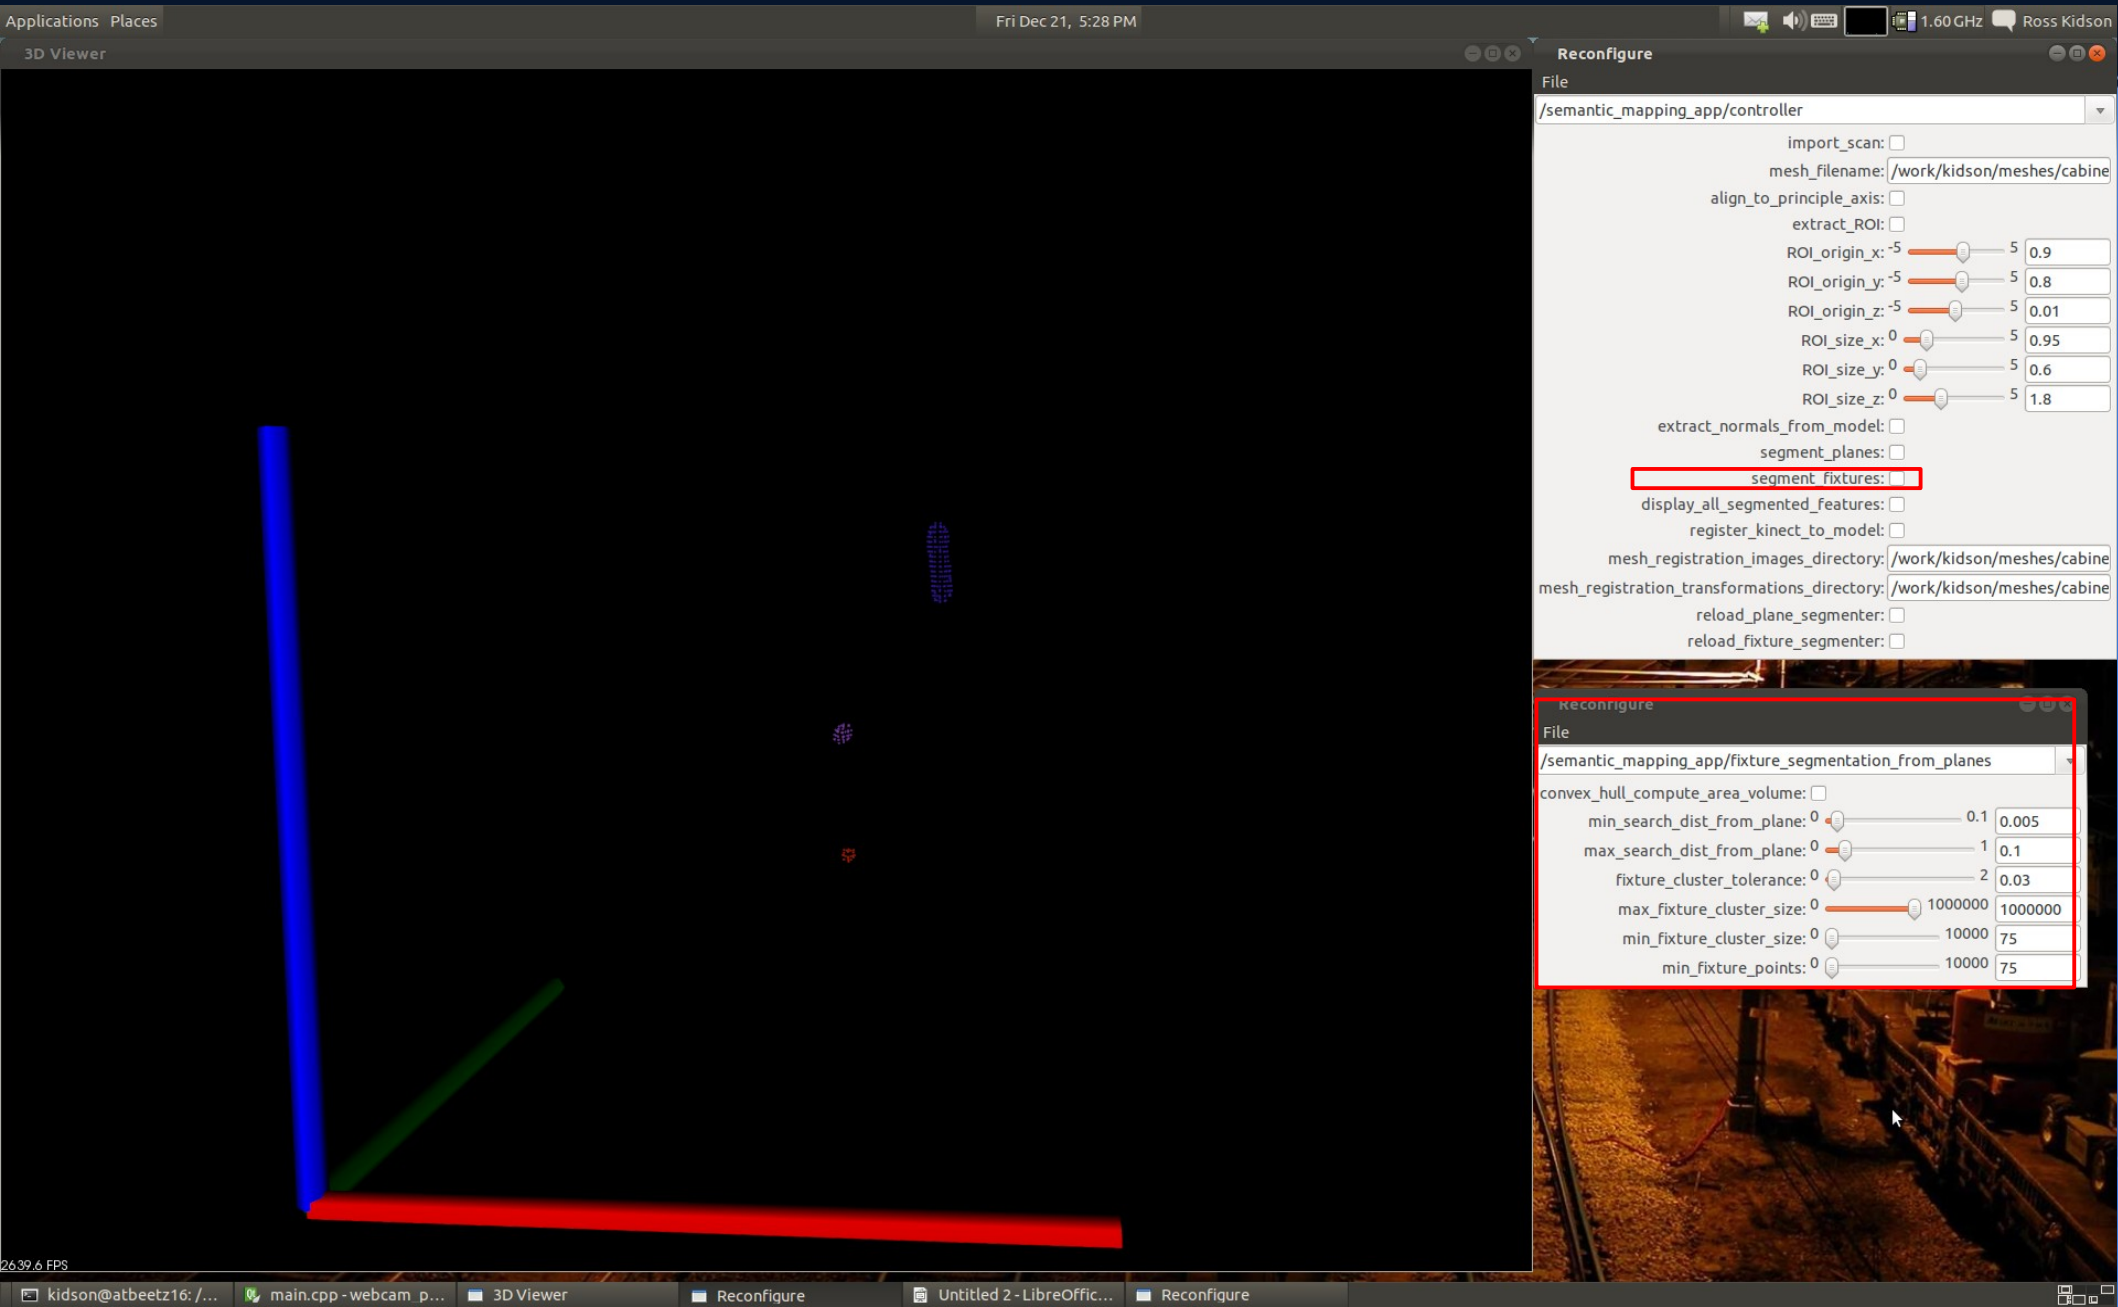 Applications Places Fri Dec 21, 5:28 PM 1.60 GHz Ross Kidson
3D Viewer
2639.6 FPS
Reconfigure
File
/semantic_mapping_app/controller
import_scan:
mesh_filename: /work/kidson/meshes/cabine
align_to_principle_axis:
extract_ROI:
ROI_origin_x: -5 5 0.9
ROI_origin_y: -5 5 0.8
ROI_origin_z: -5 5 0.01
ROI_size_x: 0 5 0.95
ROI_size_y: 0 5 0.6
ROI_size_z: 0 5 1.8
extract_normals_from_model:
segment_planes:
segment_fixtures:
display_all_segmented_features:
register_kinect_to_model:
mesh_registration_images_directory: /work/kidson/meshes/cabine
mesh_registration_transformations_directory: /work/kidson/meshes/cabine
reload_plane_segmenter:
reload_fixture_segmenter:
Reconfigure
File
/semantic_mapping_app/fixture_segmentation_from_planes
convex_hull_compute_area_volume:
min_search_dist_from_plane: 0 0.1 0.005
max_search_dist_from_plane: 0 1 0.1
fixture_cluster_tolerance: 0 2 0.03
max_fixture_cluster_size: 0 1000000 1000000
min_fixture_cluster_size: 0 10000 75
min_fixture_points: 0 10000 75
kidson@atbeetz16: /... main.cpp - webcam_p... 3D Viewer Reconfigure Untitled 2 - LibreOffic... Reconfigure